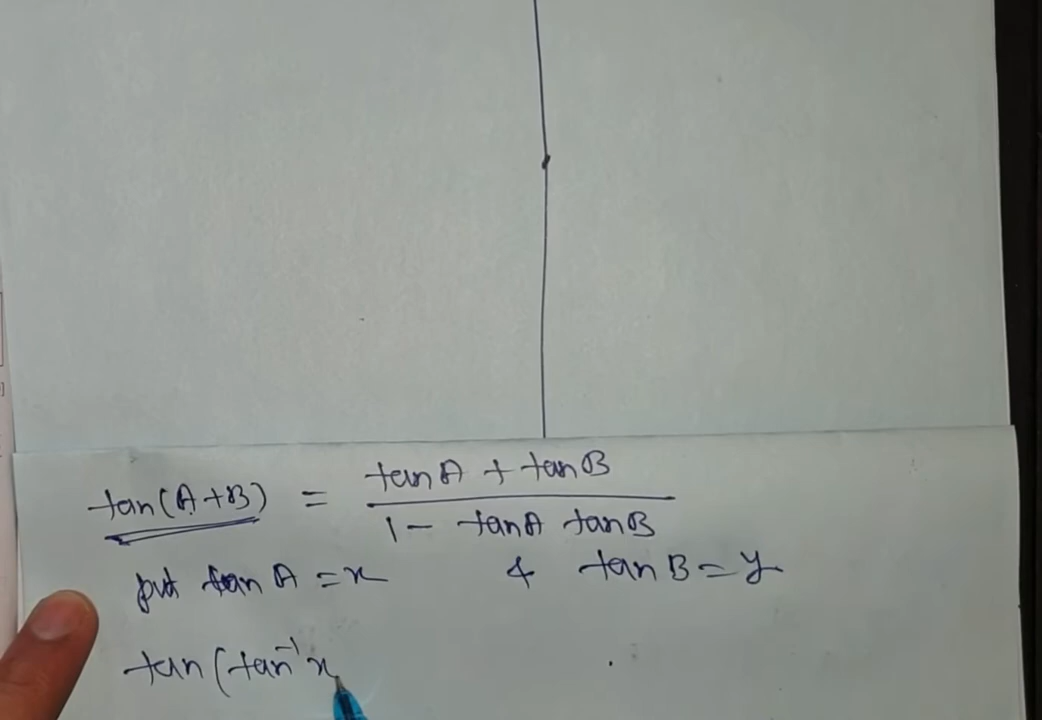 tan(A+B) = (tanA + tanB) / (1 - tanA tanB)
put tan A = x & tan B = y
tan(tan⁻¹x